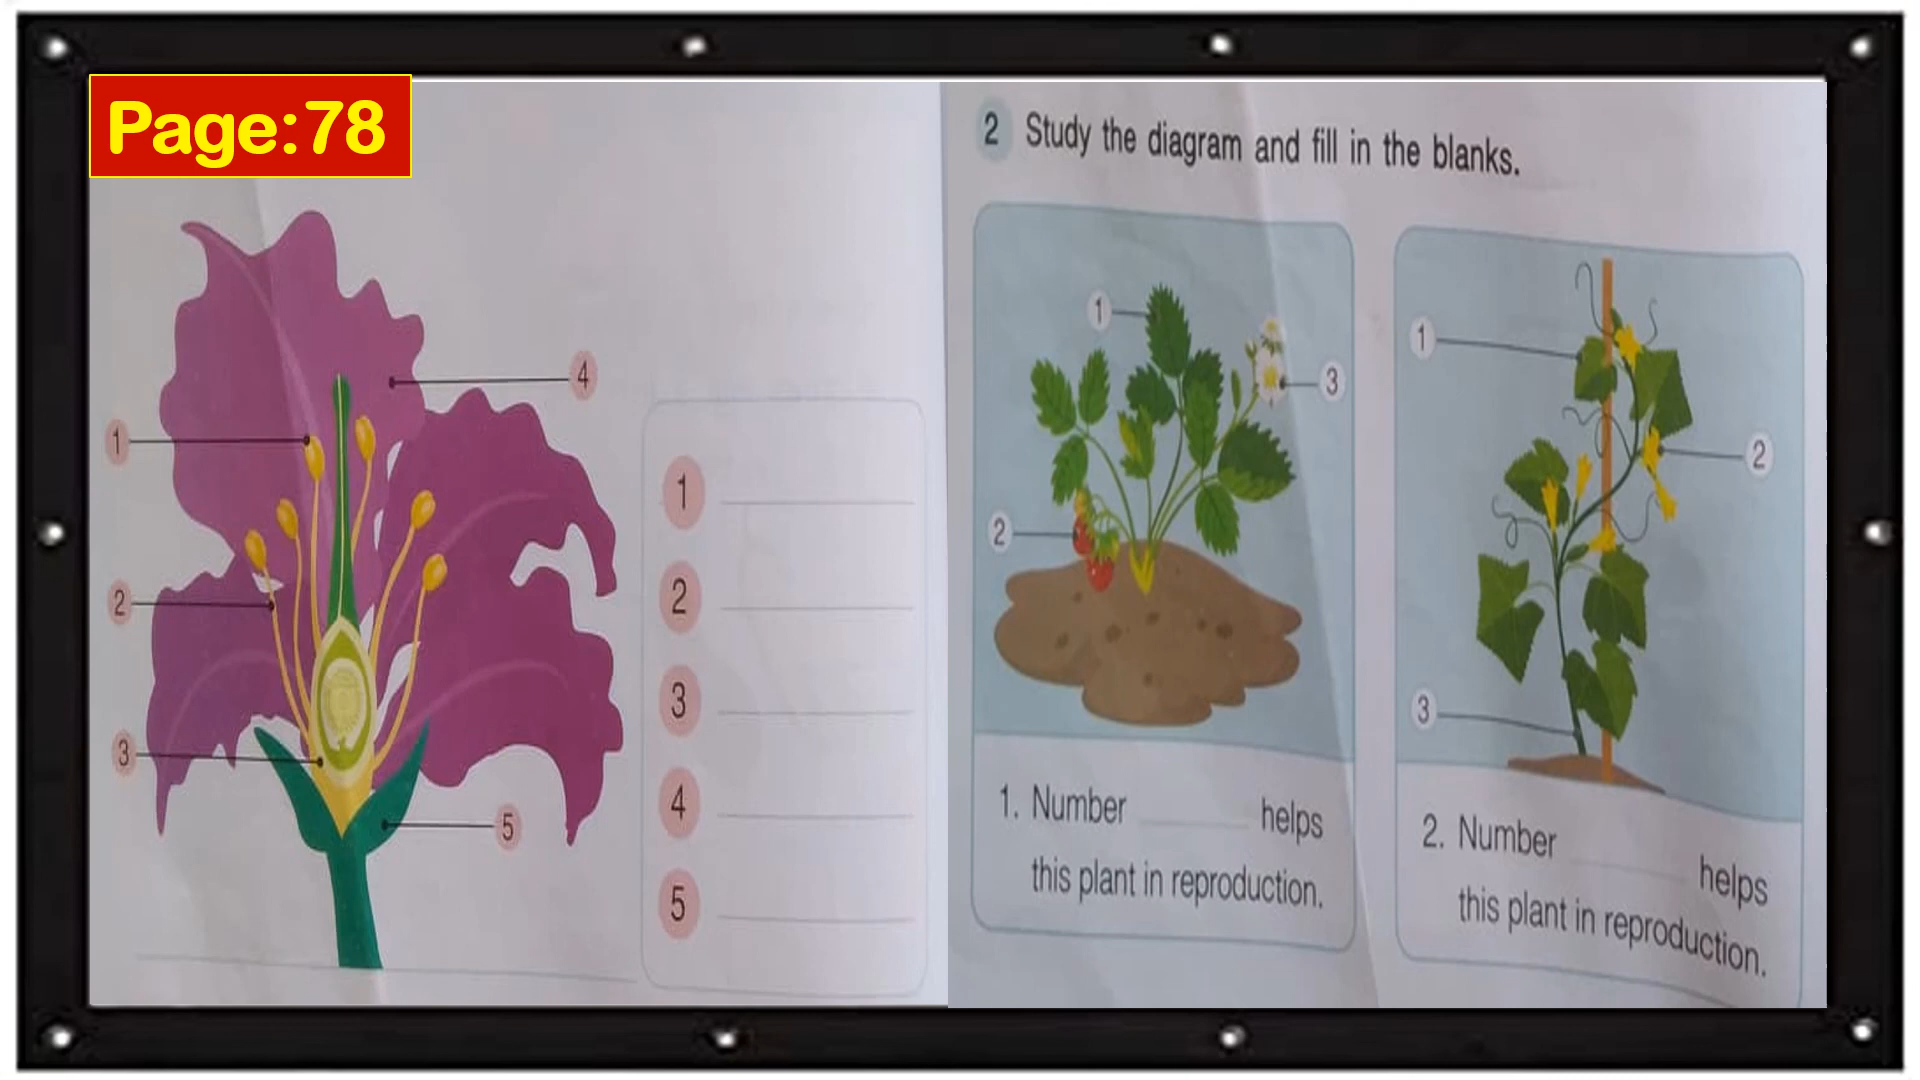 Page:78
1
2
3
4
5
1
2
3
4
5
2 Study the diagram and fill in the blanks.
1
2
3
1. Number ______ helps
this plant in reproduction.
1
2
3
2. Number ______ helps
this plant in reproduction.